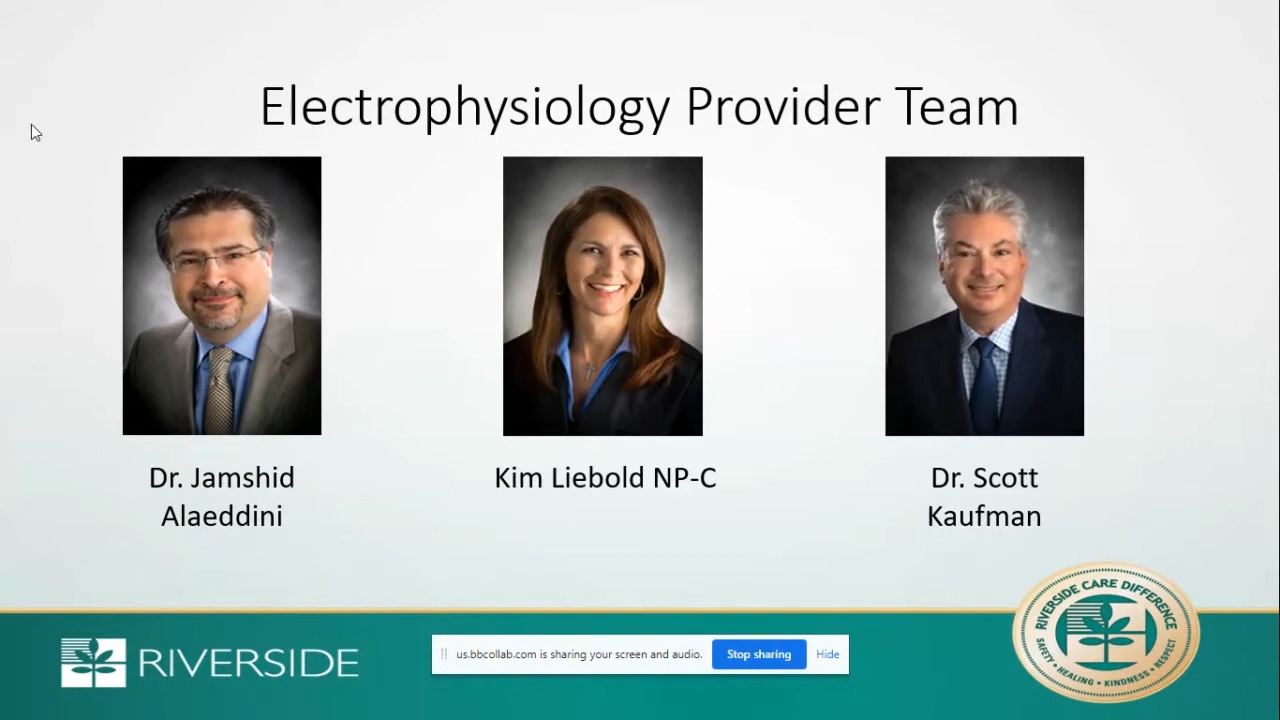 Electrophysiology Provider Team
Dr. Jamshid
Alaeddini
Kim Liebold NP-C
Dr. Scott
Kaufman
RIVERSIDE
us.bbcollab.com is sharing your screen and audio.
Stop sharing
Hide
RIVERSIDE CARE DIFFERENCE
SAFETY • HEALING • KINDNESS • RESPECT